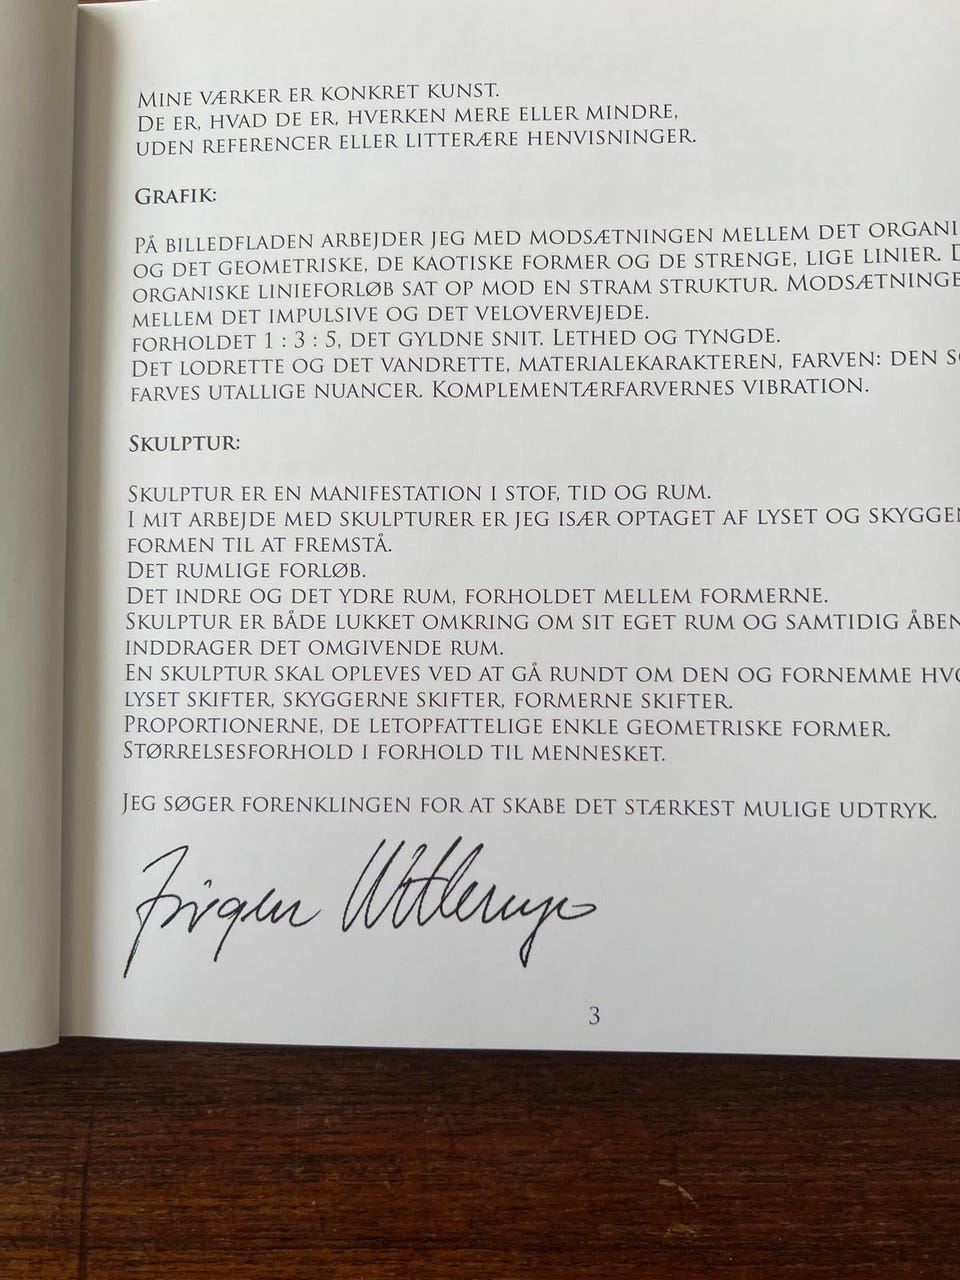 Mine værker er konkret kunst.
De er, hvad de er, hverken mere eller mindre,
uden referencer eller litterære henvisninger.
Grafik:
På billedfladen arbejder jeg med modsætningen mellem det organi
og det geometriske, de kaotiske former og de strenge, lige linier. D
organiske linieforløb sat op mod en stram struktur. Modsætninge
mellem det impulsive og det velovervejede.
forholdet 1 : 3 : 5, det gyldne snit. Lethed og tyngde.
Det lodrette og det vandrette, materialekarakteren, farven: den so
farves utallige nuancer. Komplementærfarvernes vibration.
Skulptur:
Skulptur er en manifestation i stof, tid og rum.
I mit arbejde med skulpturer er jeg især optaget af lyset og skyggen
formen til at fremstå.
Det rumlige forløb.
Det indre og det ydre rum, forholdet mellem formerne.
Skulptur er både lukket omkring om sit eget rum og samtidig åben
inddrager det omgivende rum.
En skulptur skal opleves ved at gå rundt om den og fornemme hvo
lyset skifter, skyggerne skifter, formerne skifter.
Proportionerne, de letopfattelige enkle geometriske former.
Størrelsesforhold i forhold til mennesket.
Jeg søger forenklingen for at skabe det stærkest mulige udtryk.
Jørgen
3